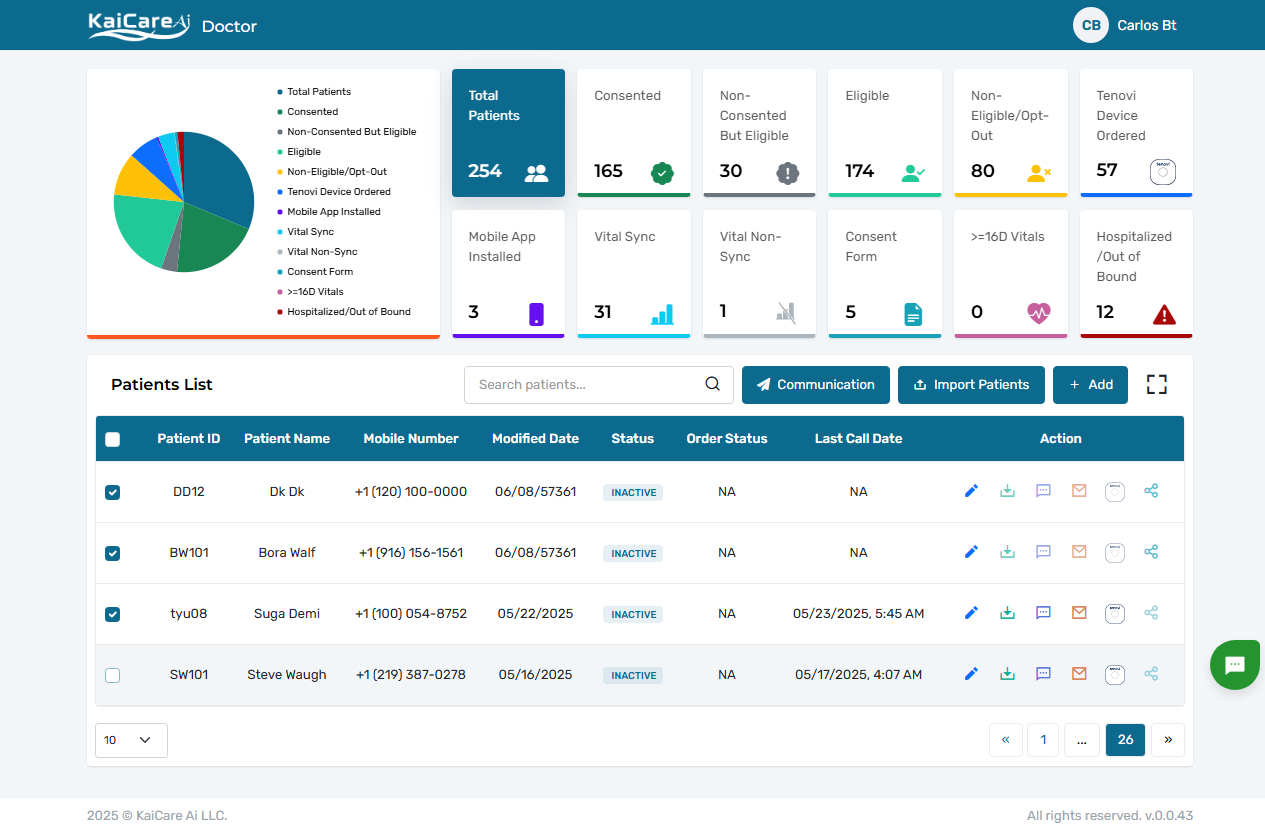 KaiCare Ai Doctor
CB Carlos Bt
Total Patients
Consented
Non-Consented But Eligible
Eligible
Non-Eligible/Opt-Out
Tenovi Device Ordered
Mobile App Installed
Vital Sync
Vital Non-Sync
Consent Form
>=16D Vitals
Hospitalized/Out of Bound
Total
Patients
254
Consented
165
Non-
Consented
But Eligible
30
Eligible
174
Non-
Eligible/Opt-
Out
80
Tenovi
Device
Ordered
57
tenovi
Mobile App
Installed
3
Vital Sync
31
Vital Non-
Sync
1
Consent
Form
5
>=16D Vitals
0
Hospitalized
/Out of
Bound
12
Patients List
Search patients...
Communication
Import Patients
+ Add
Patient ID Patient Name Mobile Number Modified Date Status Order Status Last Call Date Action
DD12 Dk Dk +1 (120) 100-0000 06/08/57361 INACTIVE NA NA tenovi
BW101 Bora Walf +1 (916) 156-1561 06/08/57361 INACTIVE NA NA tenovi
tyu08 Suga Demi +1 (100) 054-8752 05/22/2025 INACTIVE NA 05/23/2025, 5:45 AM tenovi
SW101 Steve Waugh +1 (219) 387-0278 05/16/2025 INACTIVE NA 05/17/2025, 4:07 AM tenovi
10
« 1 ... 26 »
2025 © KaiCare Ai LLC.
All rights reserved. v.0.0.43